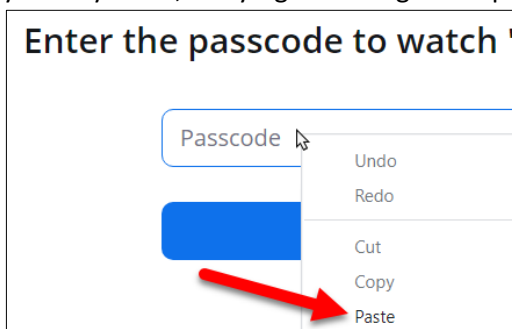 Enter the passcode to watch '
Passcode
Undo
Redo
Cut
Copy
Paste